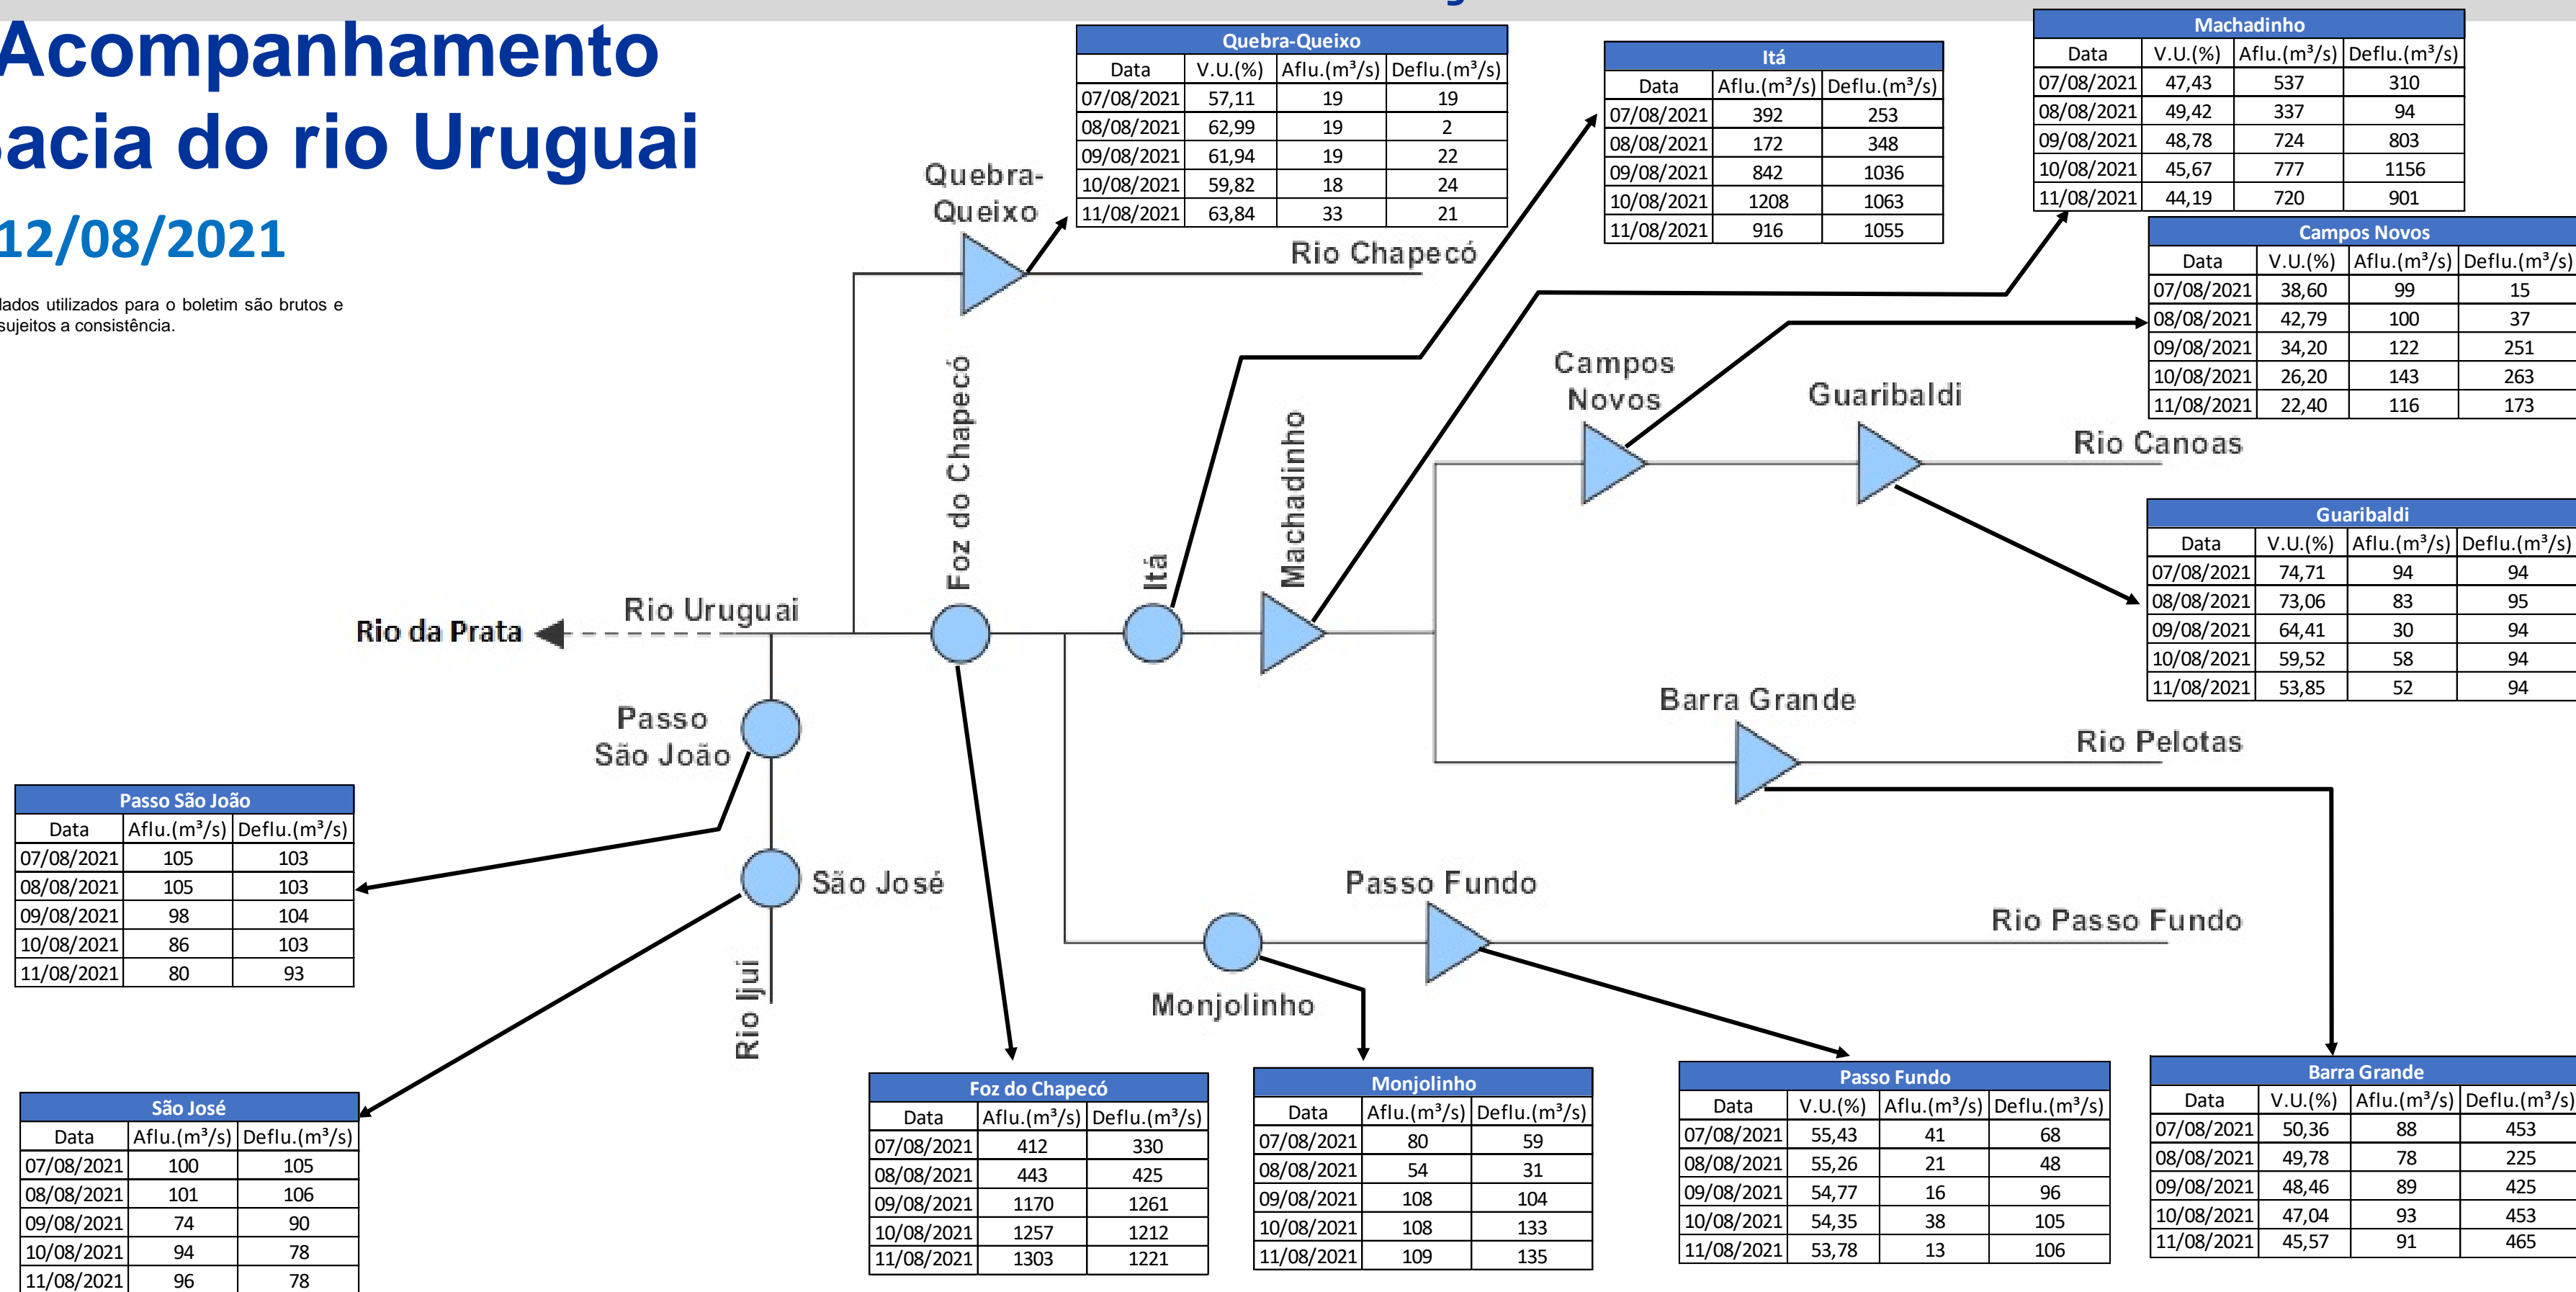 Acompanhamento
acia do rio Uruguai
12/08/2021
dados utilizados para o boletim são brutos e
sujeitos a consistência.
Quebra-Queixo
Data V.U.(%) Aflu.(m³/s) Deflu.(m³/s)
07/08/2021 57,11 19 19
08/08/2021 62,99 19 2
09/08/2021 61,94 19 22
10/08/2021 59,82 18 24
11/08/2021 63,84 33 21
Itá
Data Aflu.(m³/s) Deflu.(m³/s)
07/08/2021 392 253
08/08/2021 172 348
09/08/2021 842 1036
10/08/2021 1208 1063
11/08/2021 916 1055
Machadinho
Data V.U.(%) Aflu.(m³/s) Deflu.(m³/s)
07/08/2021 47,43 537 310
08/08/2021 49,42 337 94
09/08/2021 48,78 724 803
10/08/2021 45,67 777 1156
11/08/2021 44,19 720 901
Campos Novos
Data V.U.(%) Aflu.(m³/s) Deflu.(m³/s)
07/08/2021 38,60 99 15
08/08/2021 42,79 100 37
09/08/2021 34,20 122 251
10/08/2021 26,20 143 263
11/08/2021 22,40 116 173
Guaribaldi
Data V.U.(%) Aflu.(m³/s) Deflu.(m³/s)
07/08/2021 74,71 94 94
08/08/2021 73,06 83 95
09/08/2021 64,41 30 94
10/08/2021 59,52 58 94
11/08/2021 53,85 52 94
Quebra-
Queixo
Rio Chapecó
Foz do Chapecó
Itá
Machadinho
Campos
Novos
Guaribaldi
Rio Canoas
Rio da Prata
Rio Uruguai
Passo
São João
São José
Rio Ijui
Barra Grande
Rio Pelotas
Passo Fundo
Rio Passo Fundo
Monjolinho
Passo São João
Data Aflu.(m³/s) Deflu.(m³/s)
07/08/2021 105 103
08/08/2021 105 103
09/08/2021 98 104
10/08/2021 86 103
11/08/2021 80 93
São José
Data Aflu.(m³/s) Deflu.(m³/s)
07/08/2021 100 105
08/08/2021 101 106
09/08/2021 74 90
10/08/2021 94 78
11/08/2021 96 78
Foz do Chapecó
Data Aflu.(m³/s) Deflu.(m³/s)
07/08/2021 412 330
08/08/2021 443 425
09/08/2021 1170 1261
10/08/2021 1257 1212
11/08/2021 1303 1221
Monjolinho
Data Aflu.(m³/s) Deflu.(m³/s)
07/08/2021 80 59
08/08/2021 54 31
09/08/2021 108 104
10/08/2021 108 133
11/08/2021 109 135
Passo Fundo
Data V.U.(%) Aflu.(m³/s) Deflu.(m³/s)
07/08/2021 55,43 41 68
08/08/2021 55,26 21 48
09/08/2021 54,77 16 96
10/08/2021 54,35 38 105
11/08/2021 53,78 13 106
Barra Grande
Data V.U.(%) Aflu.(m³/s) Deflu.(m³/s)
07/08/2021 50,36 88 453
08/08/2021 49,78 78 225
09/08/2021 48,46 89 425
10/08/2021 47,04 93 453
11/08/2021 45,57 91 465